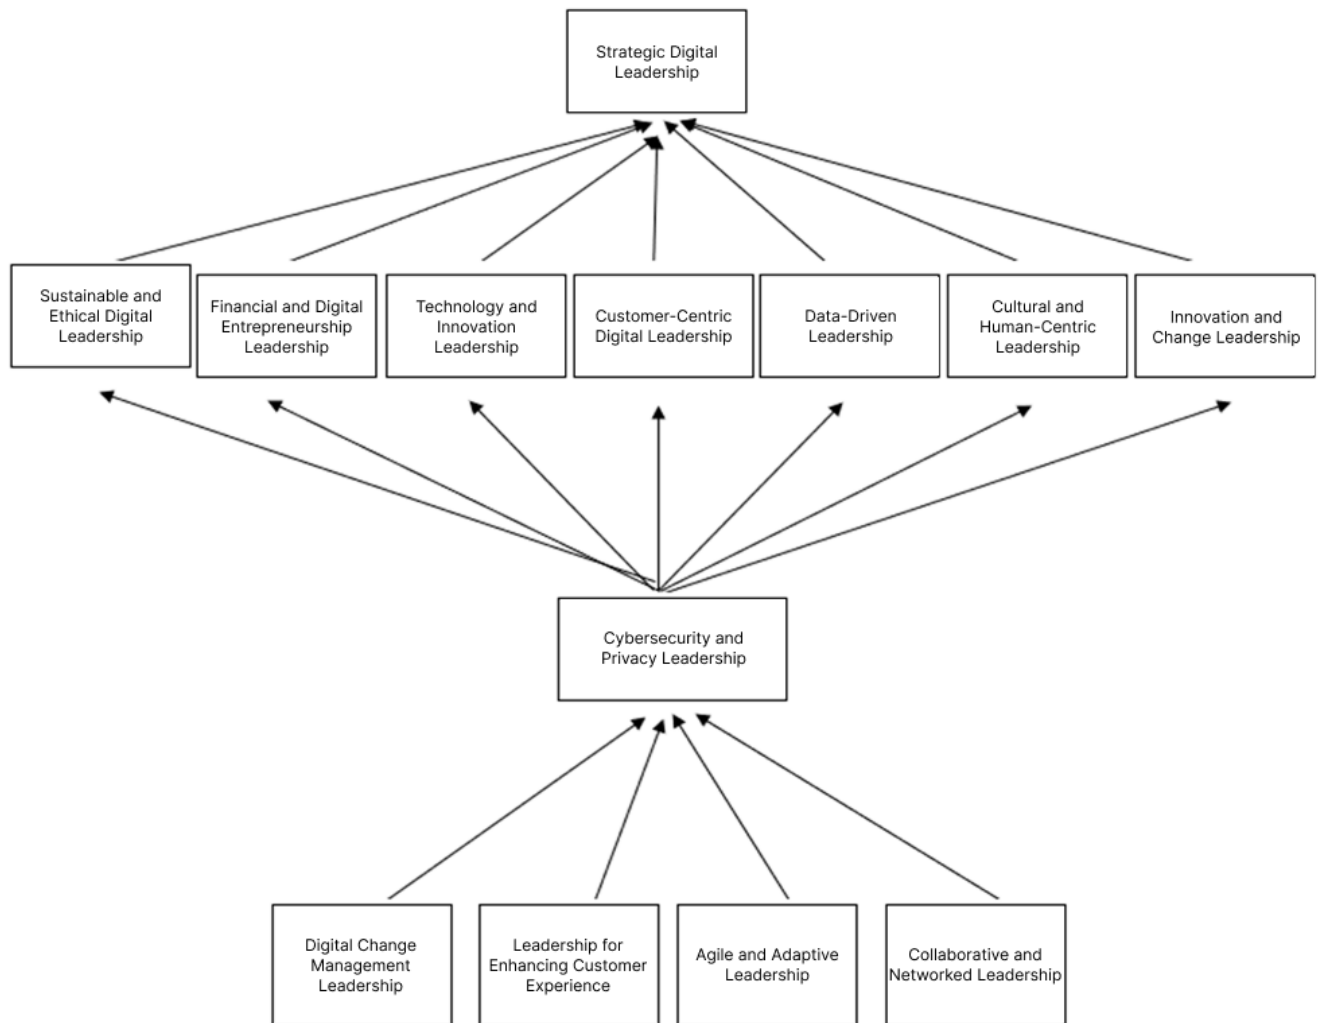 Strategic Digital
Leadership
Sustainable and
Ethical Digital
Leadership
Financial and Digital
Entrepreneurship
Leadership
Technology and
Innovation
Leadership
Customer-Centric
Digital Leadership
Data-Driven
Leadership
Cultural and
Human-Centric
Leadership
Innovation and
Change Leadership
Cybersecurity and
Privacy Leadership
Digital Change
Management
Leadership
Leadership for
Enhancing Customer
Experience
Agile and Adaptive
Leadership
Collaborative and
Networked Leadership